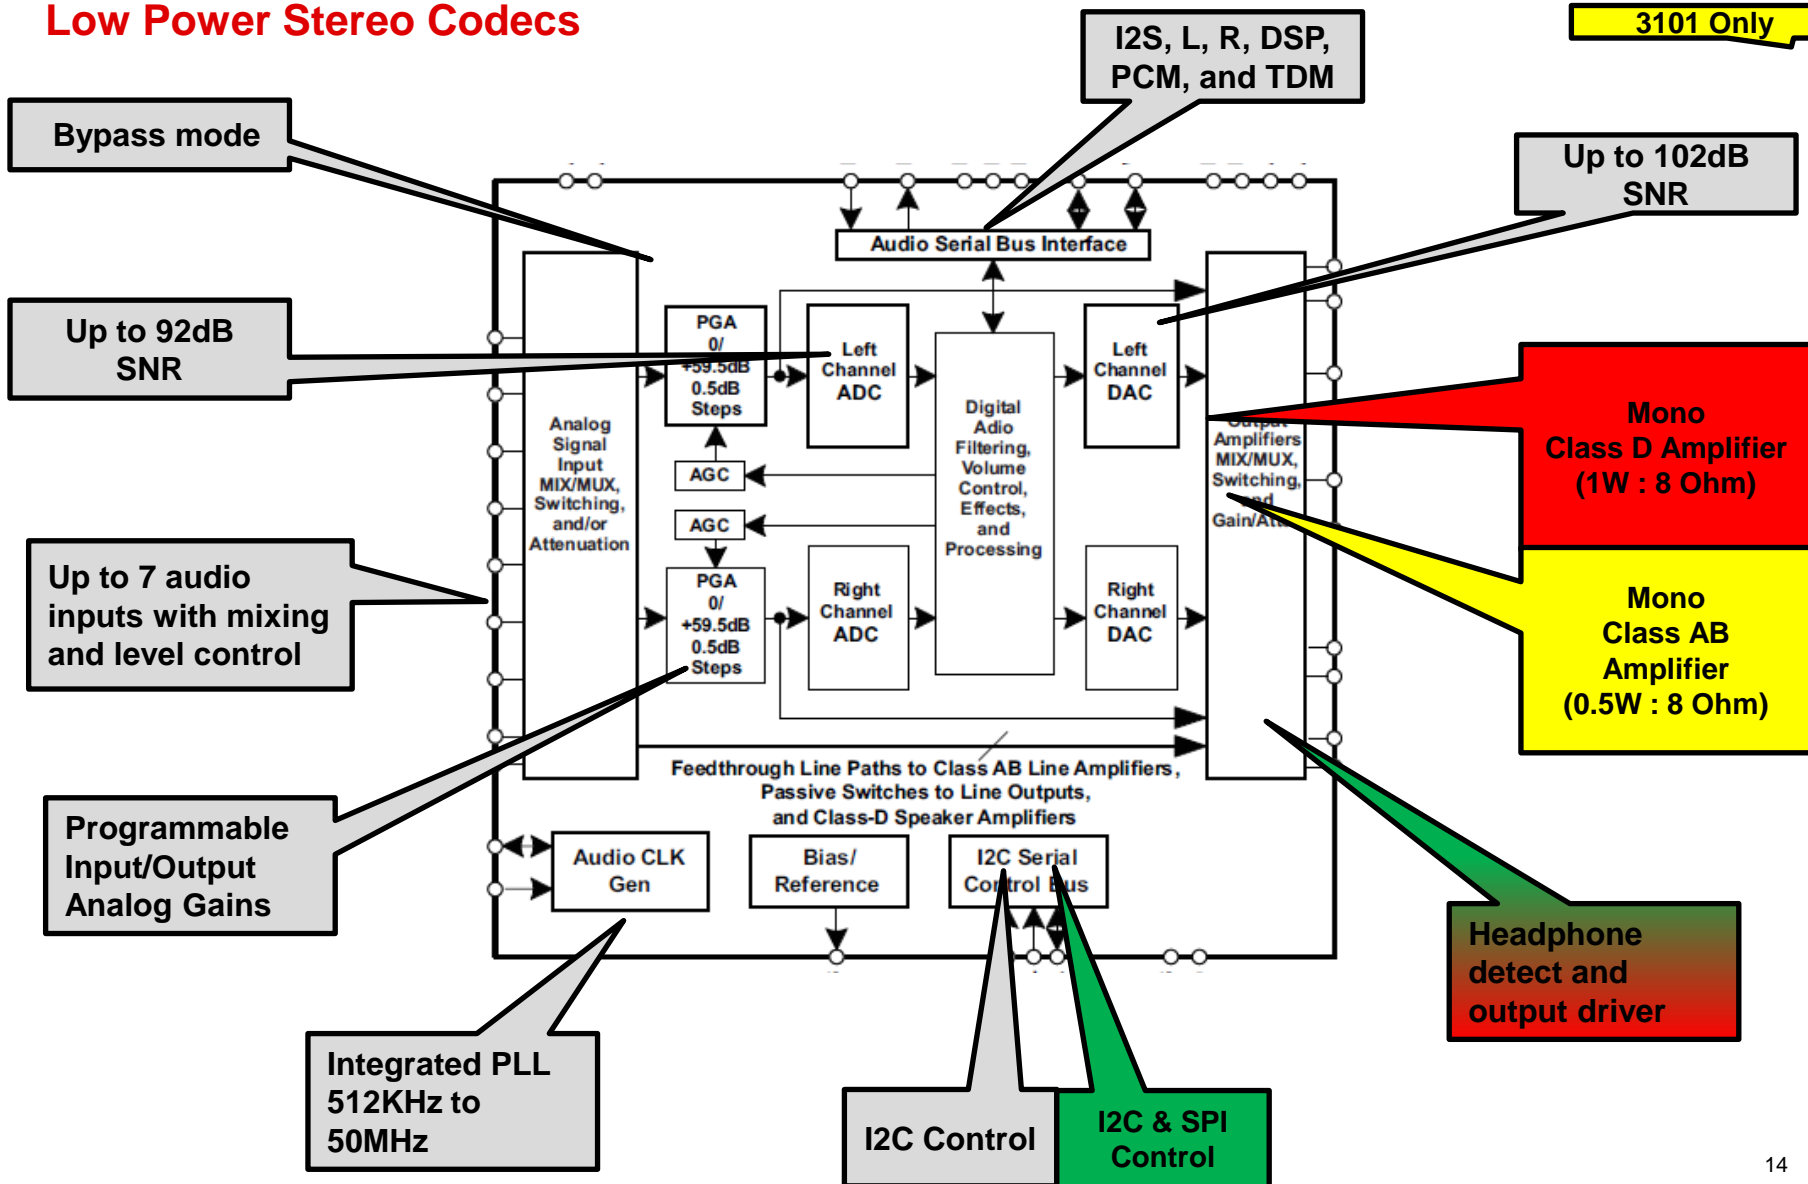 Low Power Stereo Codecs
3101 Only
I2S, L, R, DSP,
PCM, and TDM
Bypass mode
Up to 102dB
SNR
Audio Serial Bus Interface
Up to 92dB
SNR
PGA
0/
+59.5dB
0.5dB
Steps
Left
Channel
ADC
Left
Channel
DAC
Analog
Signal
Input
MIX/MUX,
Switching,
and/or
Attenuation
AGC
AGC
Digital
Adio
Filtering,
Volume
Control,
Effects,
and
Processing
Output
Amplifiers
MIX/MUX,
Switching,
and
Mono
Class D Amplifier
(1W : 8 Ohm)
Up to 7 audio
inputs with mixing
and level control
PGA
0/
+59.5dB
0.5dB
Steps
Right
Channel
ADC
Right
Channel
DAC
Mono
Class AB
Amplifier
(0.5W : 8 Ohm)
Feedthrough Line Paths to Class AB Line Amplifiers,
Passive Switches to Line Outputs,
and Class-D Speaker Amplifiers
Programmable
Input/Output
Analog Gains
Audio CLK
Gen
Bias/
Reference
I2C Serial
Control Bus
Headphone
detect and
output driver
Integrated PLL
512KHz to
50MHz
I2C Control
I2C & SPI
Control
14